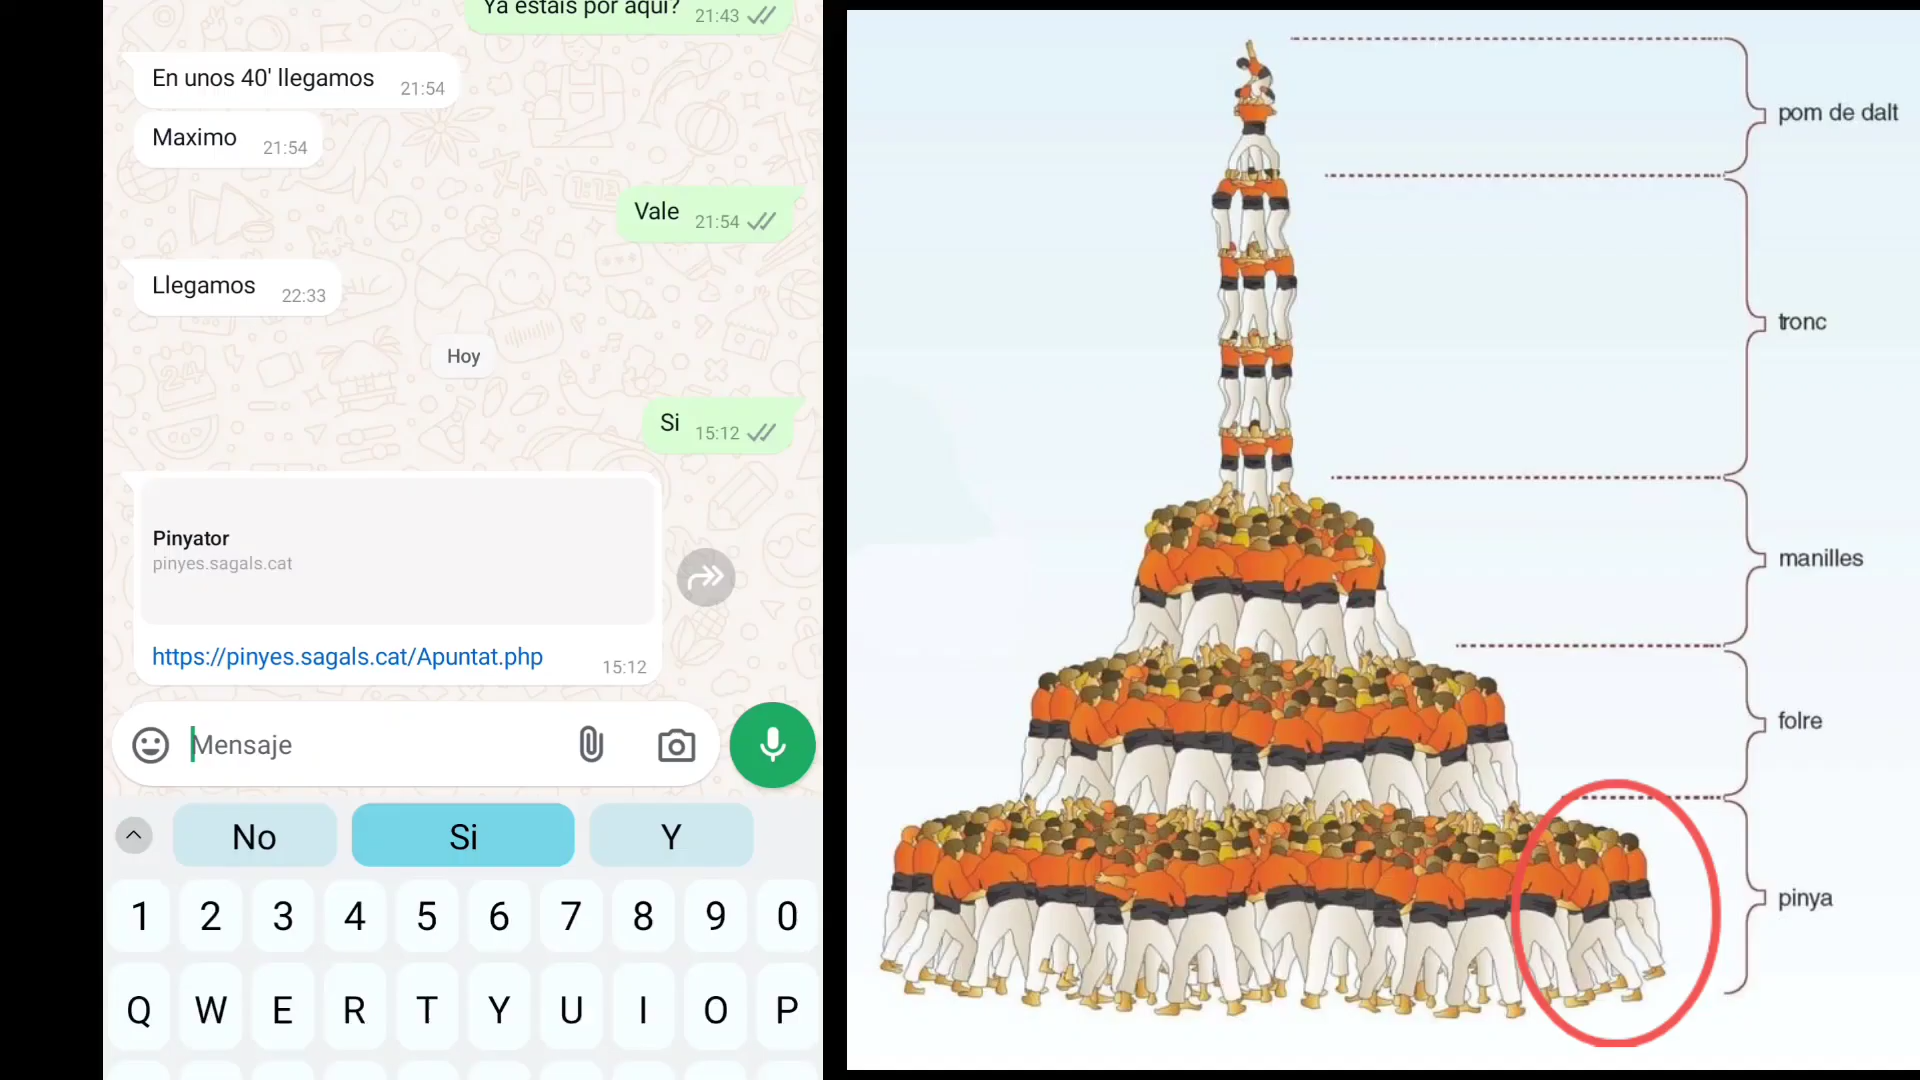 Ya estáis por aquí? 21:43
En unos 40' llegamos 21:54
Maximo 21:54
Vale 21:54
Llegamos 22:33
Hoy
Si 15:12
Pinyator
pinyes.sagals.cat
https://pinyes.sagals.cat/Apuntat.php 15:12
Mensaje
No Si Y
1 2 3 4 5 6 7 8 9 0
Q W E R T Y U I O P
pom de dalt
tronc
manilles
folre
pinya